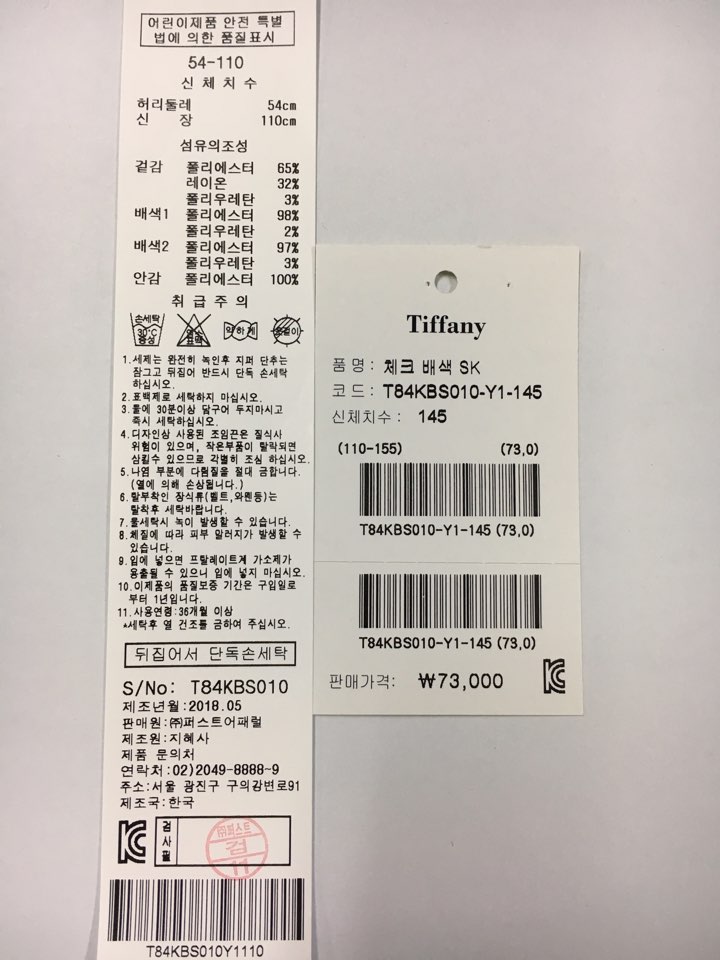 어린이제품 안전 특별
법에 의한 품질표시
54-110
신 체 치 수
허리둘레 54cm
신 장 110cm
섬유의조성
겉감 폴리에스터 65%
레이온 32%
폴리우레탄 3%
배색1 폴리에스터 98%
폴리우레탄 2%
배색2 폴리에스터 97%
폴리우레탄 3%
안감 폴리에스터 100%
취 급 주 의
손세탁
30℃
중성
염소
표백
약하게
옷걸이
1.세제는 완전히 녹인후 지퍼 단추는
잠그고 뒤집어 반드시 단독 손세탁
하십시오.
2.표백제로 세탁하지 마십시오.
3.물에 30분이상 담구어 두지마시고
즉시 세탁하십시오.
4.디자인상 사용된 조임끈은 질식사
위험이 있으며, 작은부품이 탈락되면
삼킬수 있으므로 각별히 조심 하십시오.
5.나염 부분에 다림질을 절대 금합니다.
(열에 의해 손상됩니다.)
6.탈부착인 장식류(벨트,와펜등)는
탈착후 세탁바랍니다.
7.물세탁시 녹이 발생할 수 있습니다.
8.체질에 따라 피부 알러지가 발생할 수
있습니다.
9.입에 넣으면 프탈레이트계 가소제가
용출될 수 있으니 입에 넣지 마십시오.
10.이제품의 품질보증 기간은 구입일로
부터 1년입니다.
11.사용연령:36개월 이상
*세탁후 열 건조를 금하여 주십시오.
뒤집어서 단독손세탁
S/No: T84KBS010
제조년월:2018.05
판매원:㈜퍼스트어패럴
제조원:지혜사
제품 문의처
연락처:02)2049-8888~9
주소:서울 광진구 구의강변로91
제조국:한국
검사필
㈜퍼스트
검
11
T84KBS010Y1110
Tiffany
품 명 : 체크 배색 SK
코 드 : T84KBS010-Y1-145
신체치수 : 145
(110-155) (73,0)
T84KBS010-Y1-145 (73,0)
T84KBS010-Y1-145 (73,0)
판매가격: ₩73,000